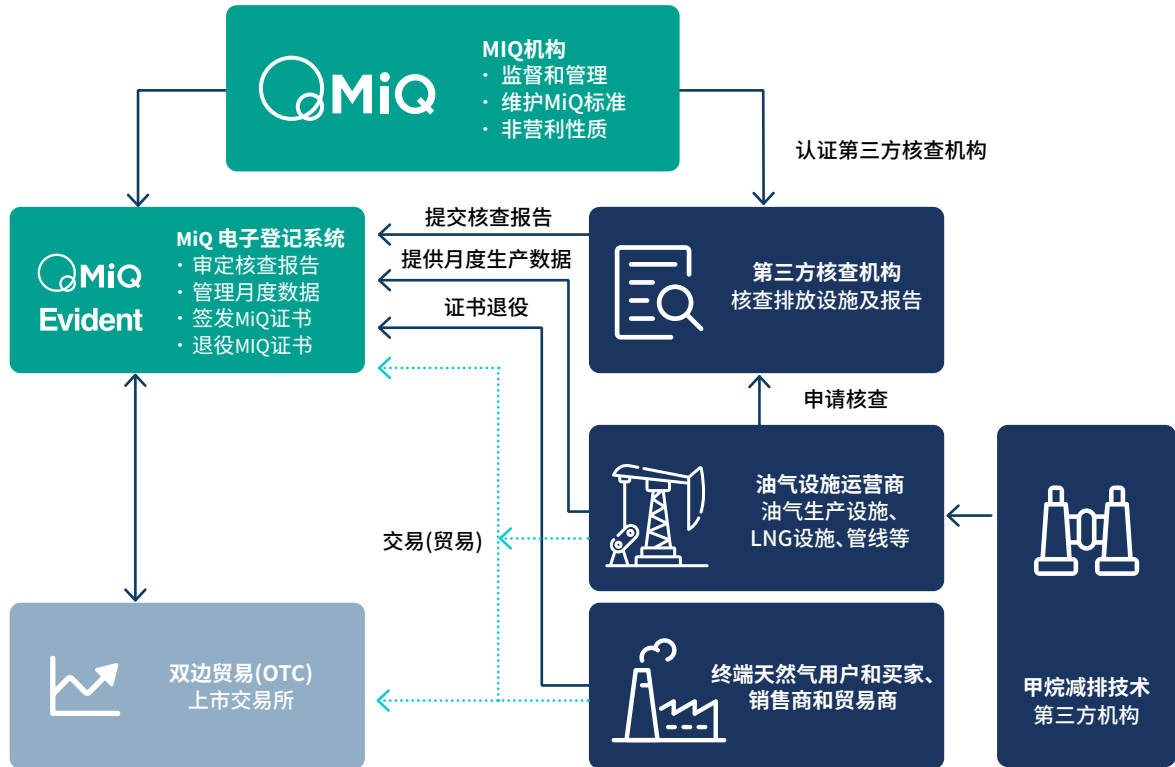 MiQ
MIQ机构
· 监督和管理
· 维护MiQ标准
· 非营利性质
认证第三方核查机构
MiQ
Evident
MiQ 电子登记系统
· 审定核查报告
· 管理月度数据
· 签发MiQ证书
· 退役MIQ证书
提交核查报告
提供月度生产数据
证书退役
第三方核查机构
核查排放设施及报告
申请核查
油气设施运营商
油气生产设施、
LNG设施、管线等
交易(贸易)
双边贸易(OTC)
上市交易所
终端天然气用户和买家、
销售商和贸易商
甲烷减排技术
第三方机构